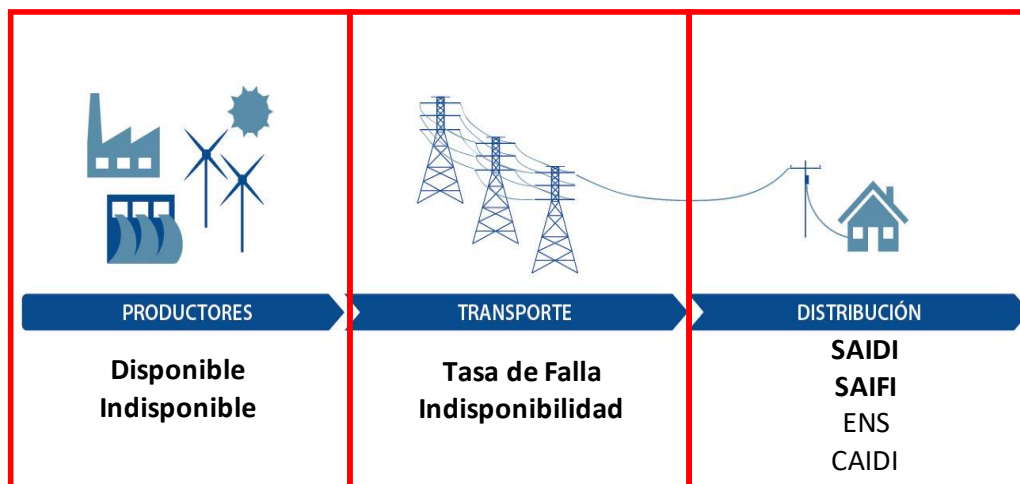 PRODUCTORES
Disponible
Indisponible
TRANSPORTE
Tasa de Falla
Indisponibilidad
DISTRIBUCIÓN
SAIDI
SAIFI
ENS
CAIDI